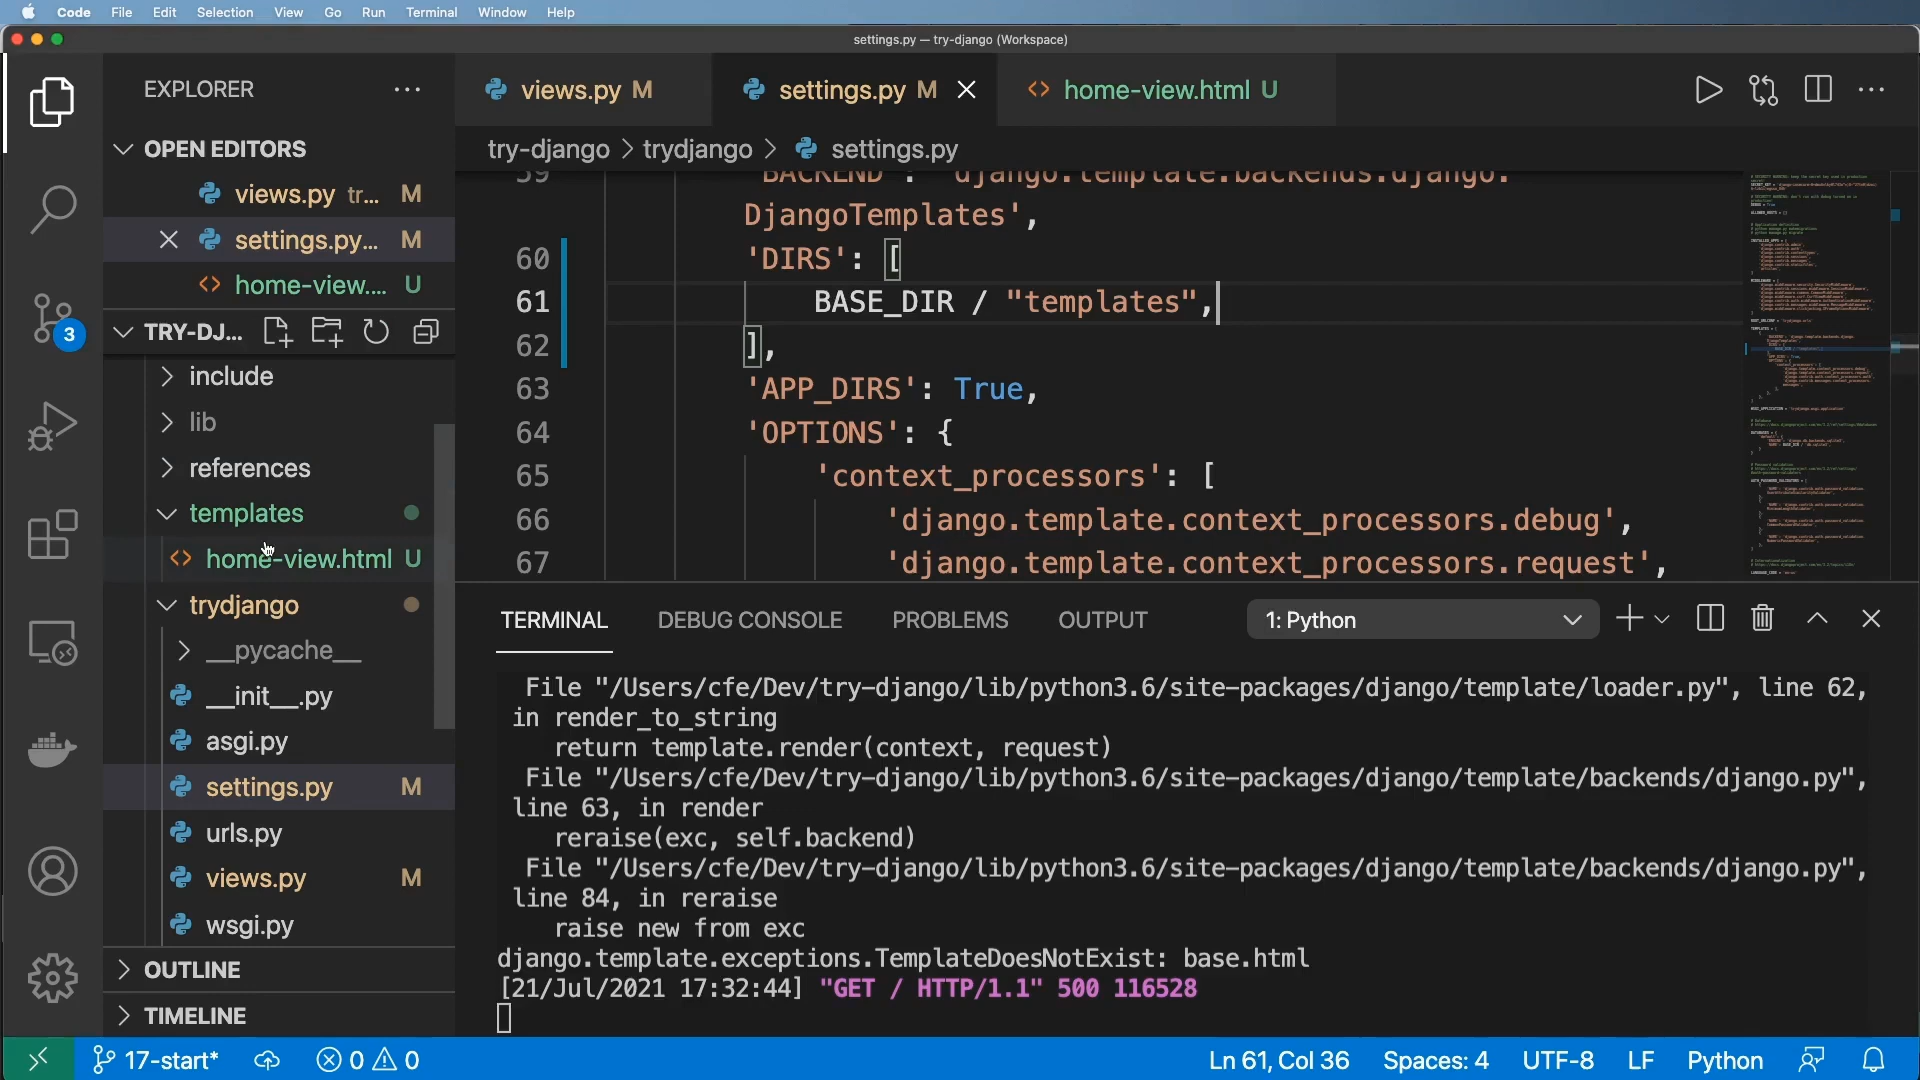 Code File Edit Selection View Go Run Terminal Window Help
settings.py — try-django (Workspace)
EXPLORER
views.py M
settings.py M
home-view.html U
OPEN EDITORS
try-django > trydjango > settings.py
views.py tr... M
settings.py... M
home-view.... U
TRY-DJ...
3
include
lib
references
templates
home-view.html U
trydjango
__pycache__
__init__.py
asgi.py
settings.py M
urls.py
views.py M
wsgi.py
OUTLINE
TIMELINE
59 'BACKEND': 'django.template.backends.django.
DjangoTemplates',
60 'DIRS': [
61 BASE_DIR / "templates",
62 ],
63 'APP_DIRS': True,
64 'OPTIONS': {
65 'context_processors': [
66 'django.template.context_processors.debug',
67 'django.template.context_processors.request',
TERMINAL DEBUG CONSOLE PROBLEMS OUTPUT 1: Python
File "/Users/cfe/Dev/try-django/lib/python3.6/site-packages/django/template/loader.py", line 62,
in render_to_string
return template.render(context, request)
File "/Users/cfe/Dev/try-django/lib/python3.6/site-packages/django/template/backends/django.py",
line 63, in render
reraise(exc, self.backend)
File "/Users/cfe/Dev/try-django/lib/python3.6/site-packages/django/template/backends/django.py",
line 84, in reraise
raise new from exc
django.template.exceptions.TemplateDoesNotExist: base.html
[21/Jul/2021 17:32:44] "GET / HTTP/1.1" 500 116528
17-start* 0 0 Ln 61, Col 36 Spaces: 4 UTF-8 LF Python